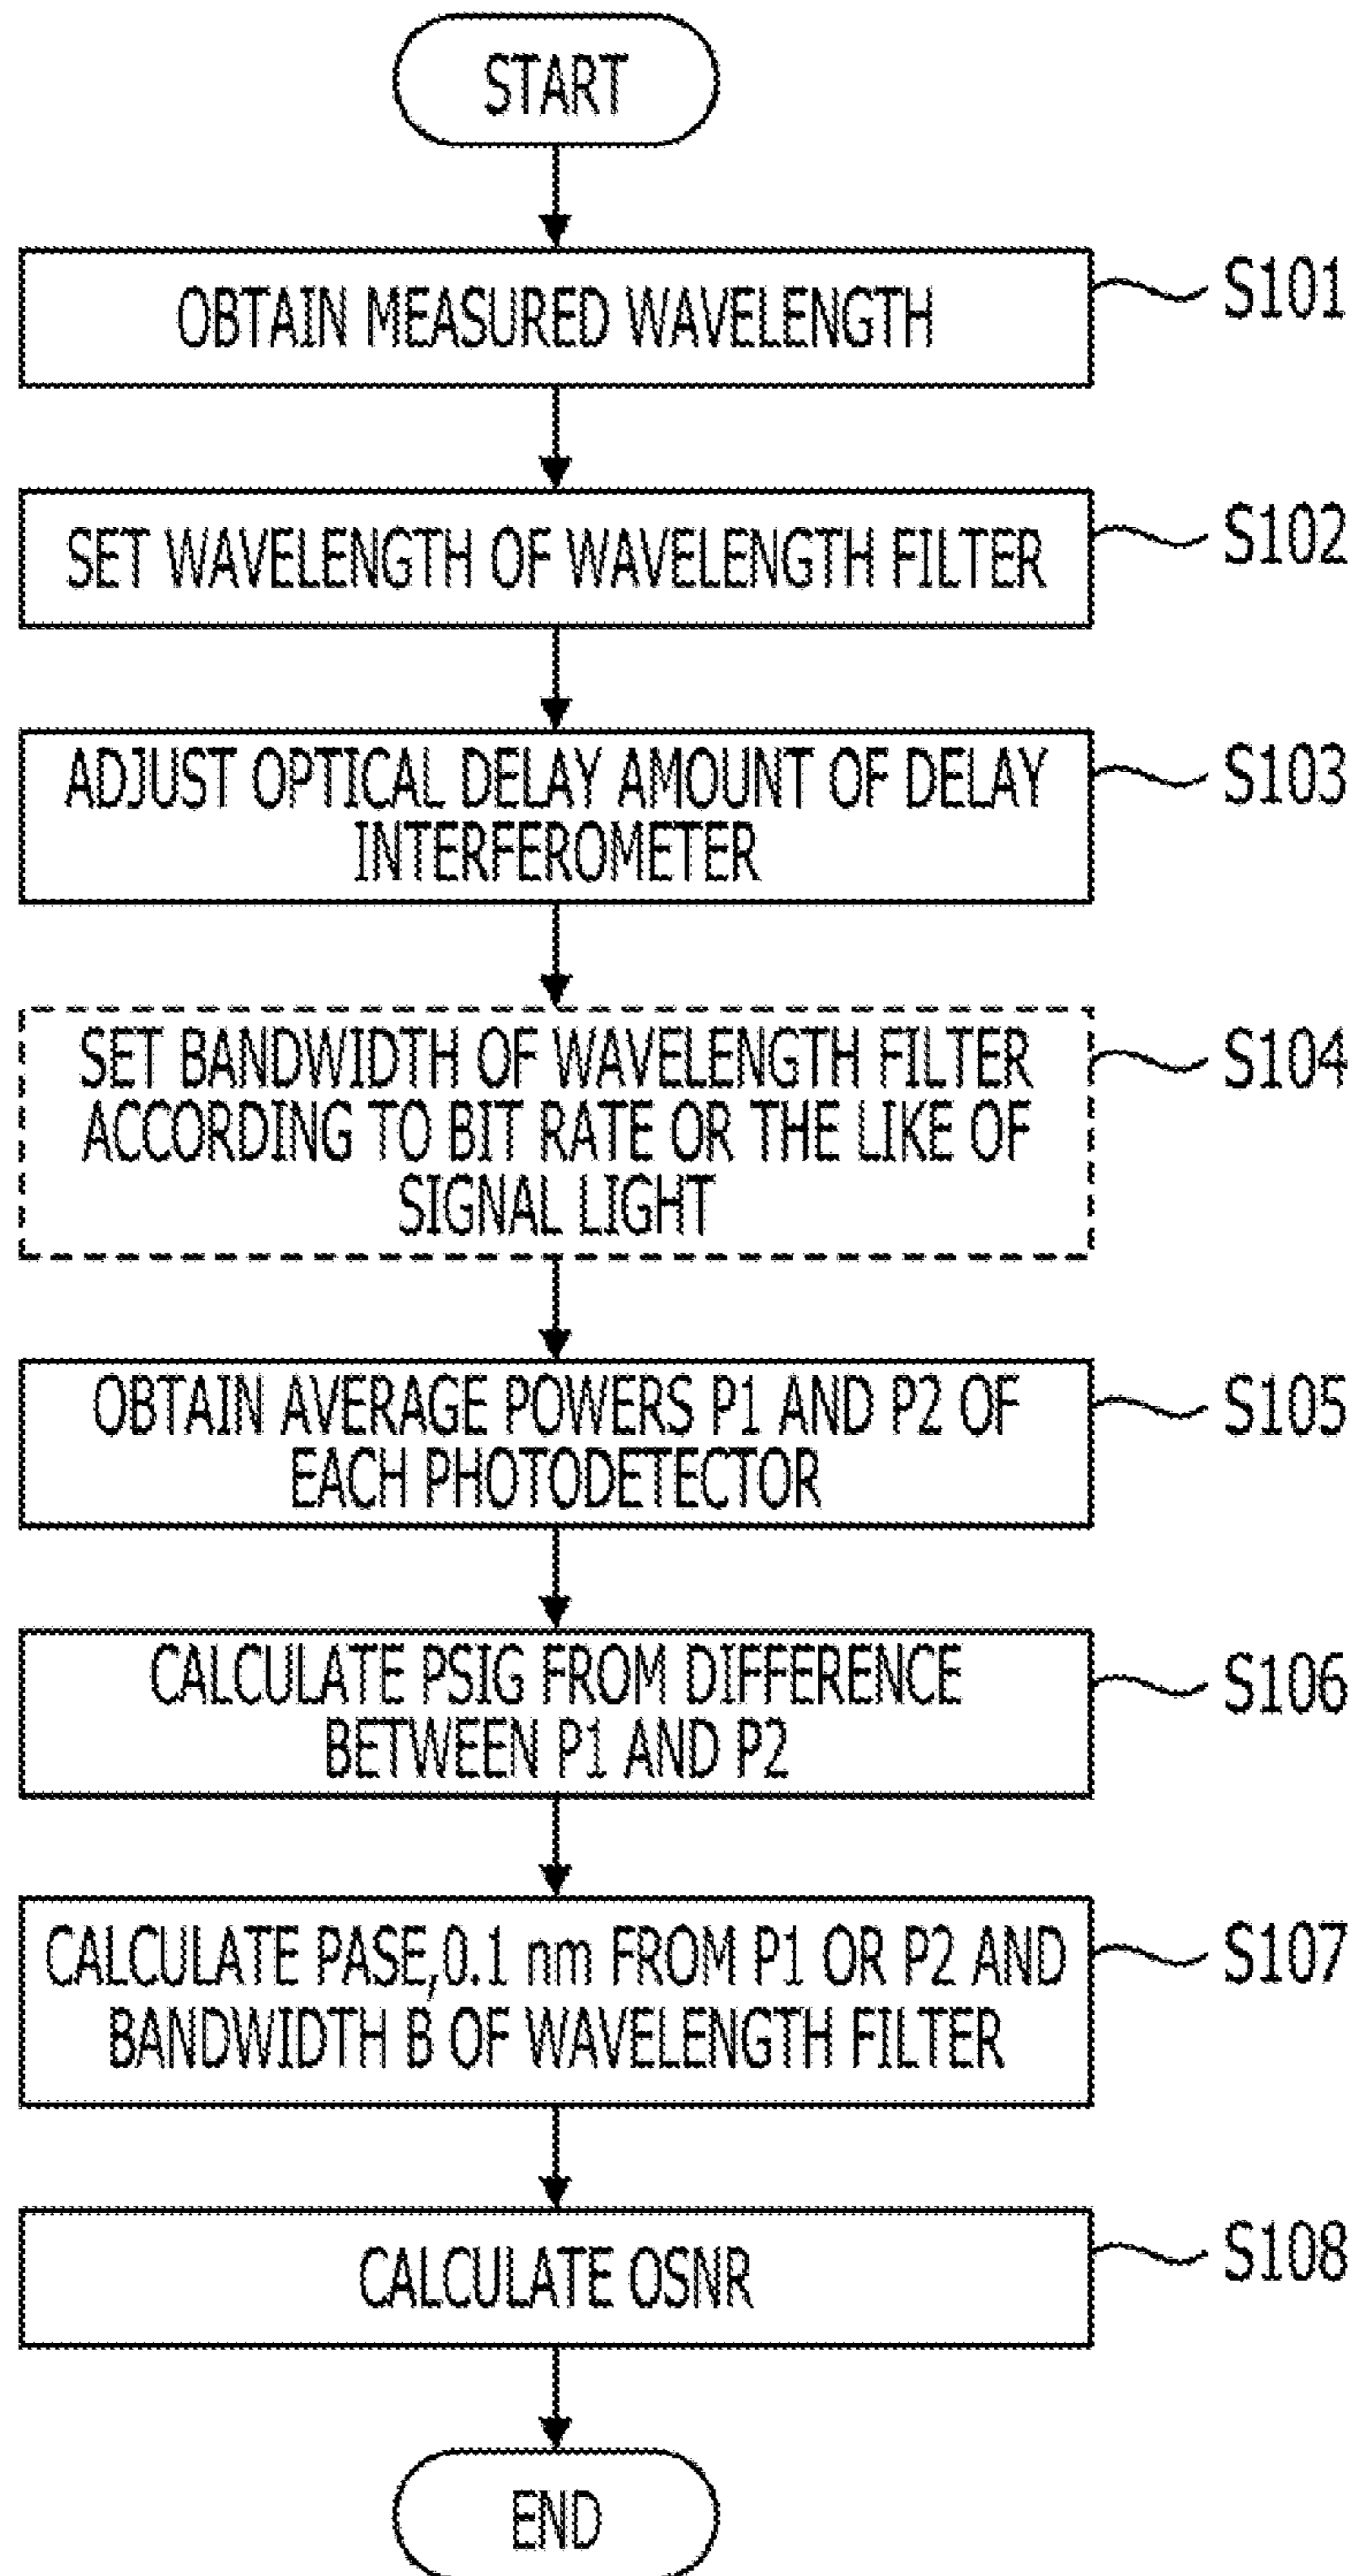 START
OBTAIN MEASURED WAVELENGTH
S101
SET WAVELENGTH OF WAVELENGTH FILTER
S102
ADJUST OPTICAL DELAY AMOUNT OF DELAY
INTERFEROMETER
S103
SET BANDWIDTH OF WAVELENGTH FILTER
ACCORDING TO BIT RATE OR THE LIKE OF
SIGNAL LIGHT
S104
OBTAIN AVERAGE POWERS P1 AND P2 OF
EACH PHOTODETECTOR
S105
CALCULATE PSIG FROM DIFFERENCE
BETWEEN P1 AND P2
S106
CALCULATE PASE,0.1 nm FROM P1 OR P2 AND
BANDWIDTH B OF WAVELENGTH FILTER
S107
CALCULATE OSNR
S108
END